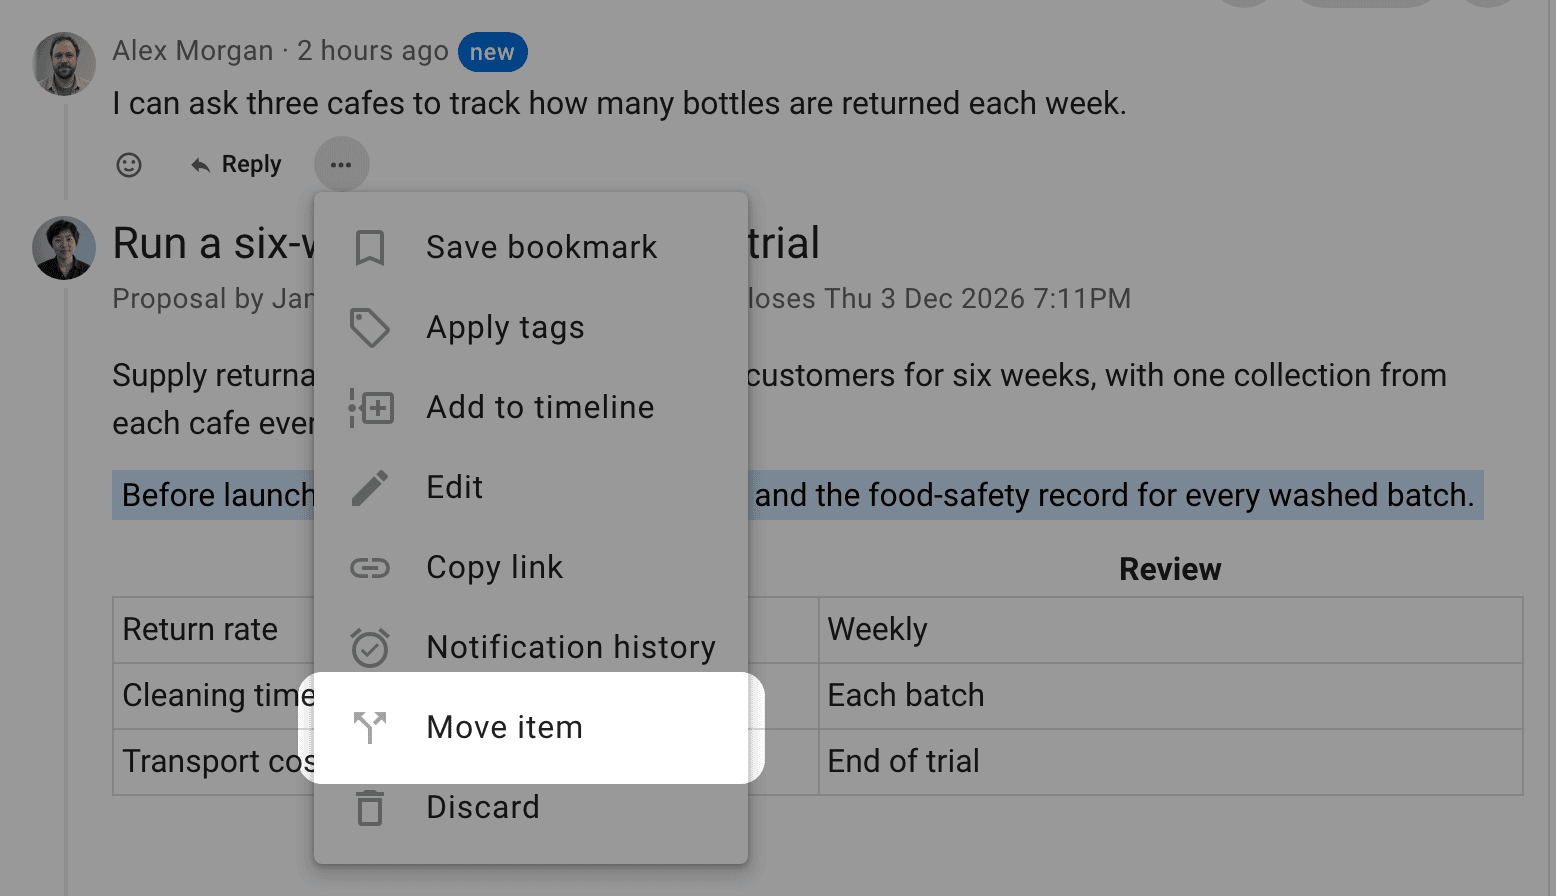 Alex Morgan · 2 hours ago new
I can ask three cafes to track how many bottles are returned each week.
Reply
Run a six- trial
Proposal by Jan loses Thu 3 Dec 2026 7:11PM
Supply returna customers for six weeks, with one collection from
each cafe ever
Before launch and the food-safety record for every washed batch.
Review
Return rate Weekly
Cleaning time Each batch
Transport cos End of trial
Save bookmark
Apply tags
Add to timeline
Edit
Copy link
Notification history
Move item
Discard